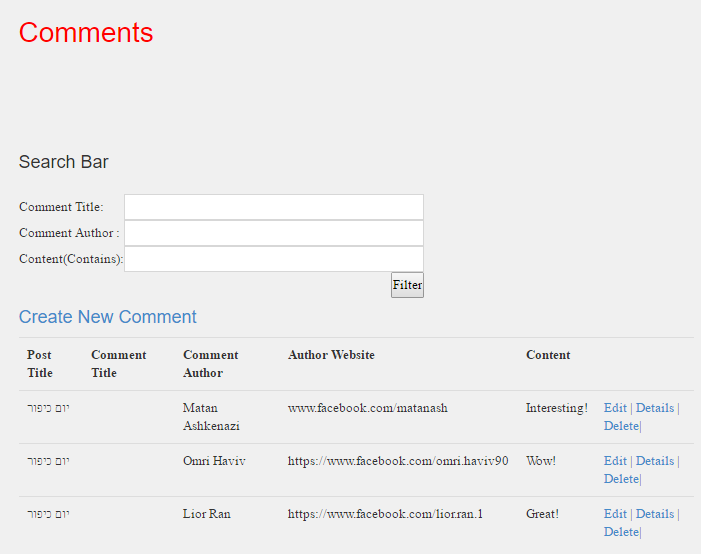 Comments
Search Bar
Comment Title:
Comment Author :
Content(Contains):
Filter
Create New Comment
Post Title Comment Title Comment Author Author Website Content
יום כיפור Matan Ashkenazi www.facebook.com/matanash Interesting! Edit | Details | Delete|
יום כיפור Omri Haviv https://www.facebook.com/omri.haviv90 Wow! Edit | Details | Delete|
יום כיפור Lior Ran https://www.facebook.com/lior.ran.1 Great! Edit | Details | Delete|